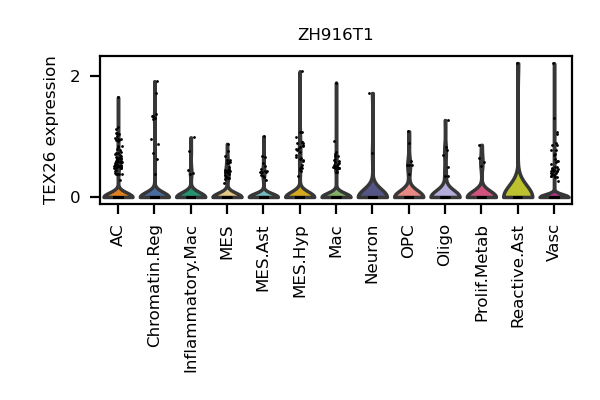 ZH916T1
TEX26 expression
2
0
AC
Chromatin.Reg
Inflammatory.Mac
MES
MES.Ast
MES.Hyp
Mac
Neuron
OPC
Oligo
Prolif.Metab
Reactive.Ast
Vasc